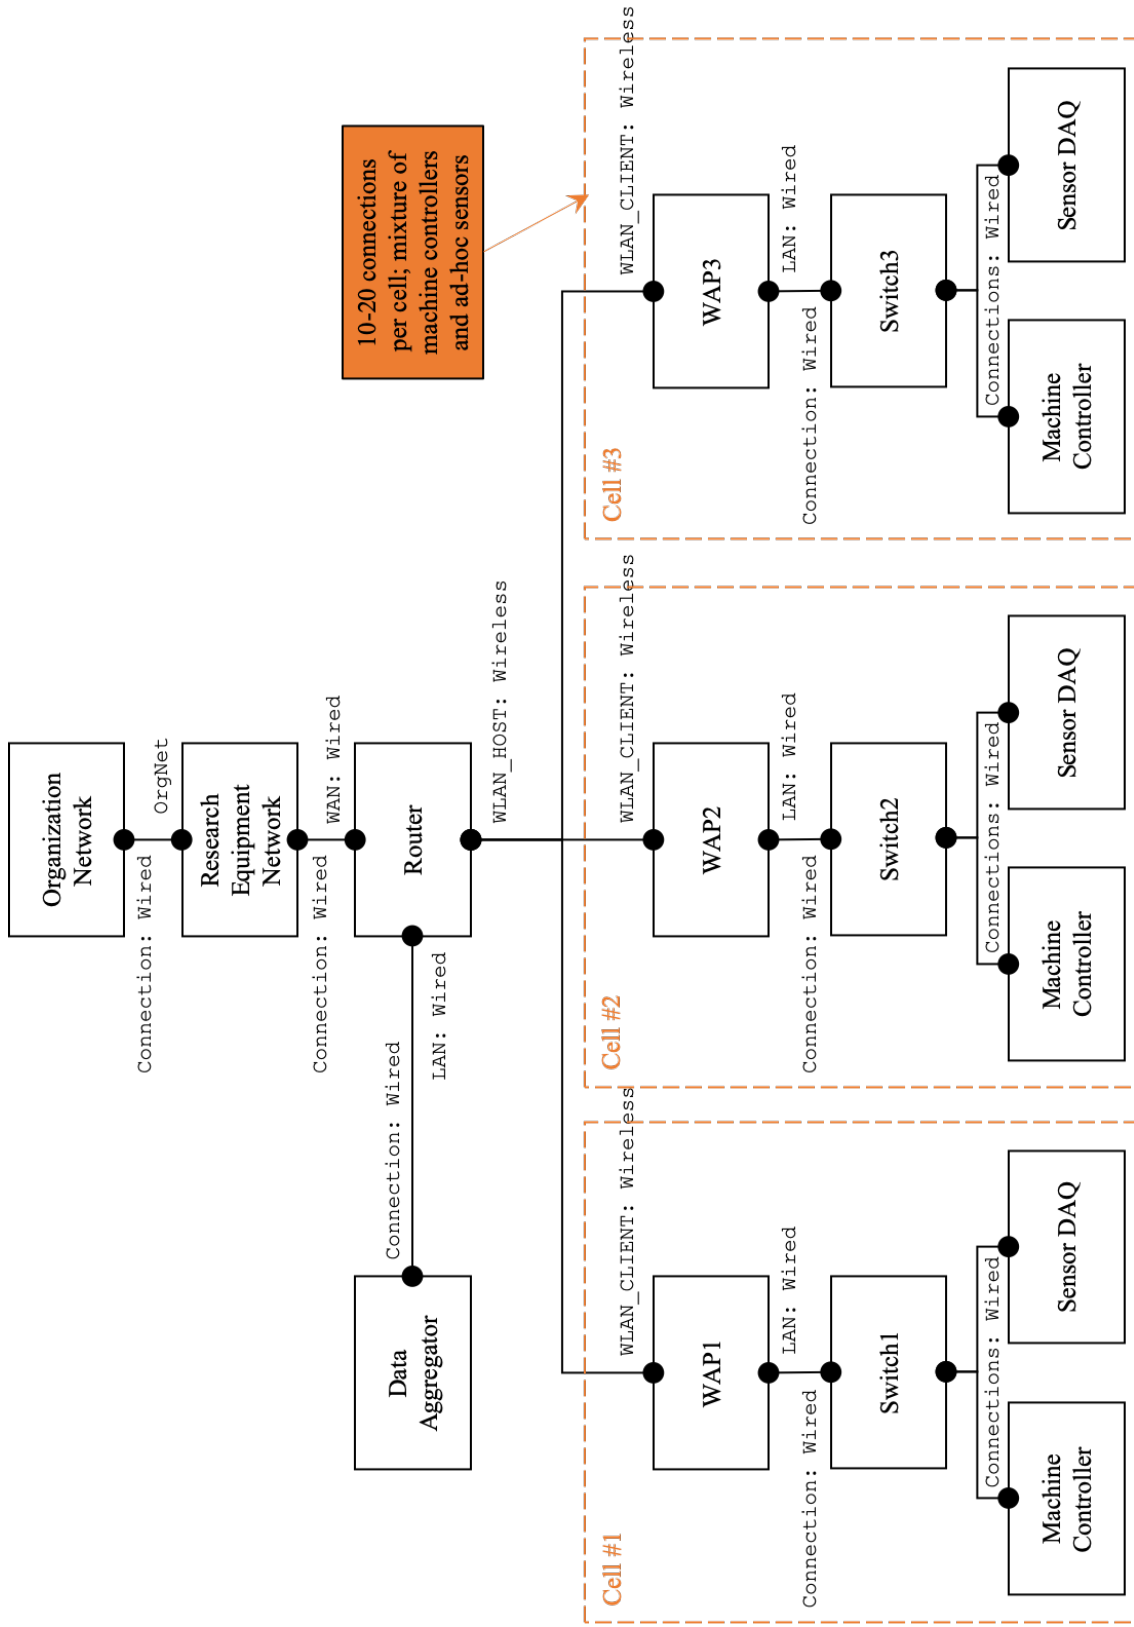 Organization
Network
Connection: Wired
OrgNet
Research
Equipment
Network
Connection: Wired
WAN: Wired
Data
Aggregator
Connection: Wired
LAN: Wired
Router
WLAN_HOST: Wireless
10-20 connections
per cell; mixture of
machine controllers
and ad-hoc sensors
Cell #1
WLAN_CLIENT: Wireless
WAP1
LAN: Wired
Connection: Wired
Switch1
Connections: Wired
Machine
Controller
Sensor DAQ
Cell #2
WLAN_CLIENT: Wireless
WAP2
LAN: Wired
Connection: Wired
Switch2
Connections: Wired
Machine
Controller
Sensor DAQ
Cell #3
WLAN_CLIENT: Wireless
WAP3
LAN: Wired
Connection: Wired
Switch3
Connections: Wired
Machine
Controller
Sensor DAQ